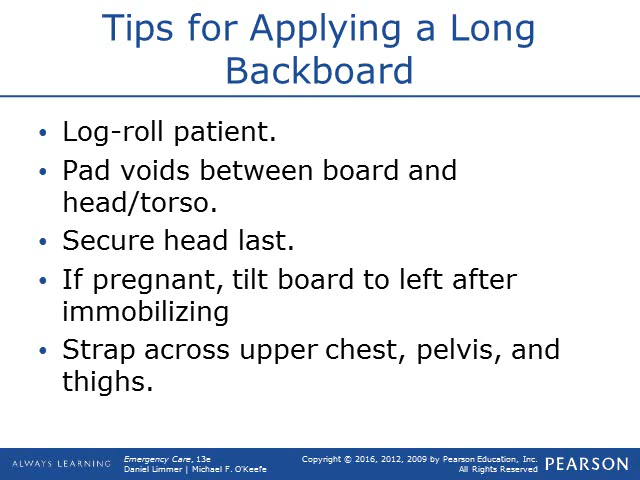 Tips for Applying a Long
Backboard
• Log-roll patient.
• Pad voids between board and
head/torso.
• Secure head last.
• If pregnant, tilt board to left after
immobilizing
• Strap across upper chest, pelvis, and
thighs.
ALWAYS LEARNING
Emergency Care, 13e
Daniel Limmer | Michael F. O'Keefe
Copyright © 2016, 2012, 2009 by Pearson Education, Inc.
All Rights Reserved
PEARSON